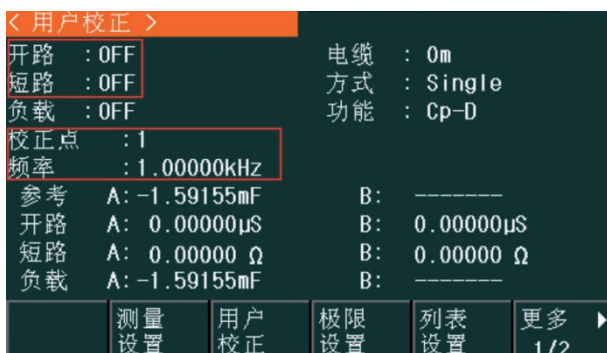 < 用户校正 >
开路 :OFF 电缆 : 0m
短路 :OFF 方式 : Single
负载 :OFF 功能 : Cp-D
校正点 :1
频率 :1.00000kHz
参考 A:-1.59155mF B: -------
开路 A: 0.00000μS B: 0.00000μS
短路 A: 0.00000 Ω B: 0.00000 Ω
负载 A:-1.59155mF B: -------
测量设置 用户校正 极限设置 列表设置 更多 1/2